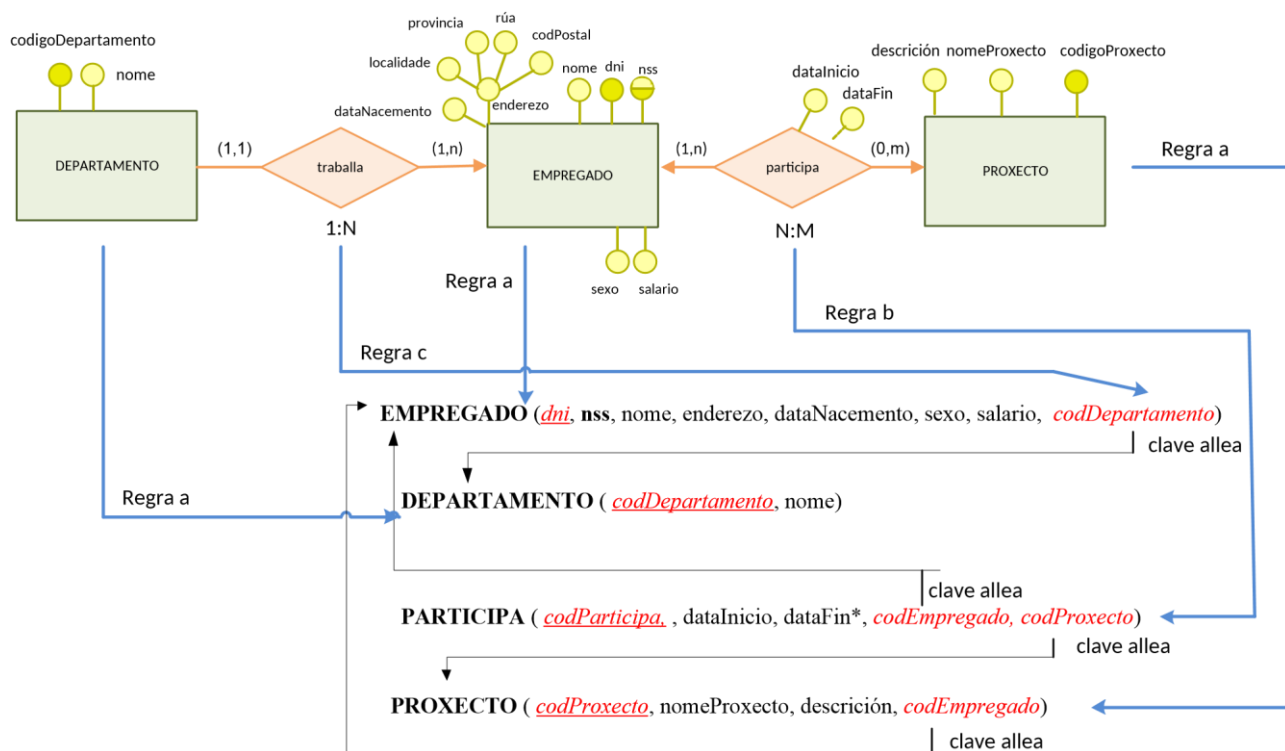 provincia
rúa
codPostal
codigoDepartamento
nome
localidade
nome
dni
nss
descrición
nomeProxecto
codigoProxecto
dataInicio
dataFin
dataNacemento
enderezo
DEPARTAMENTO
(1,1)
traballa
(1,n)
EMPREGADO
(1,n)
participa
(0,m)
PROXECTO
Regra a
1:N
N:M
sexo
salario
Regra a
Regra b
Regra c
EMPREGADO (dni, nss, nome, enderezo, dataNacemento, sexo, salario, codDepartamento)
clave allea
Regra a
DEPARTAMENTO ( codDepartamento, nome)
clave allea
PARTICIPA ( codParticipa, , dataInicio, dataFin*, codEmpregado, codProxecto)
clave allea
PROXECTO ( codProxecto, nomeProxecto, descrición, codEmpregado)
clave allea